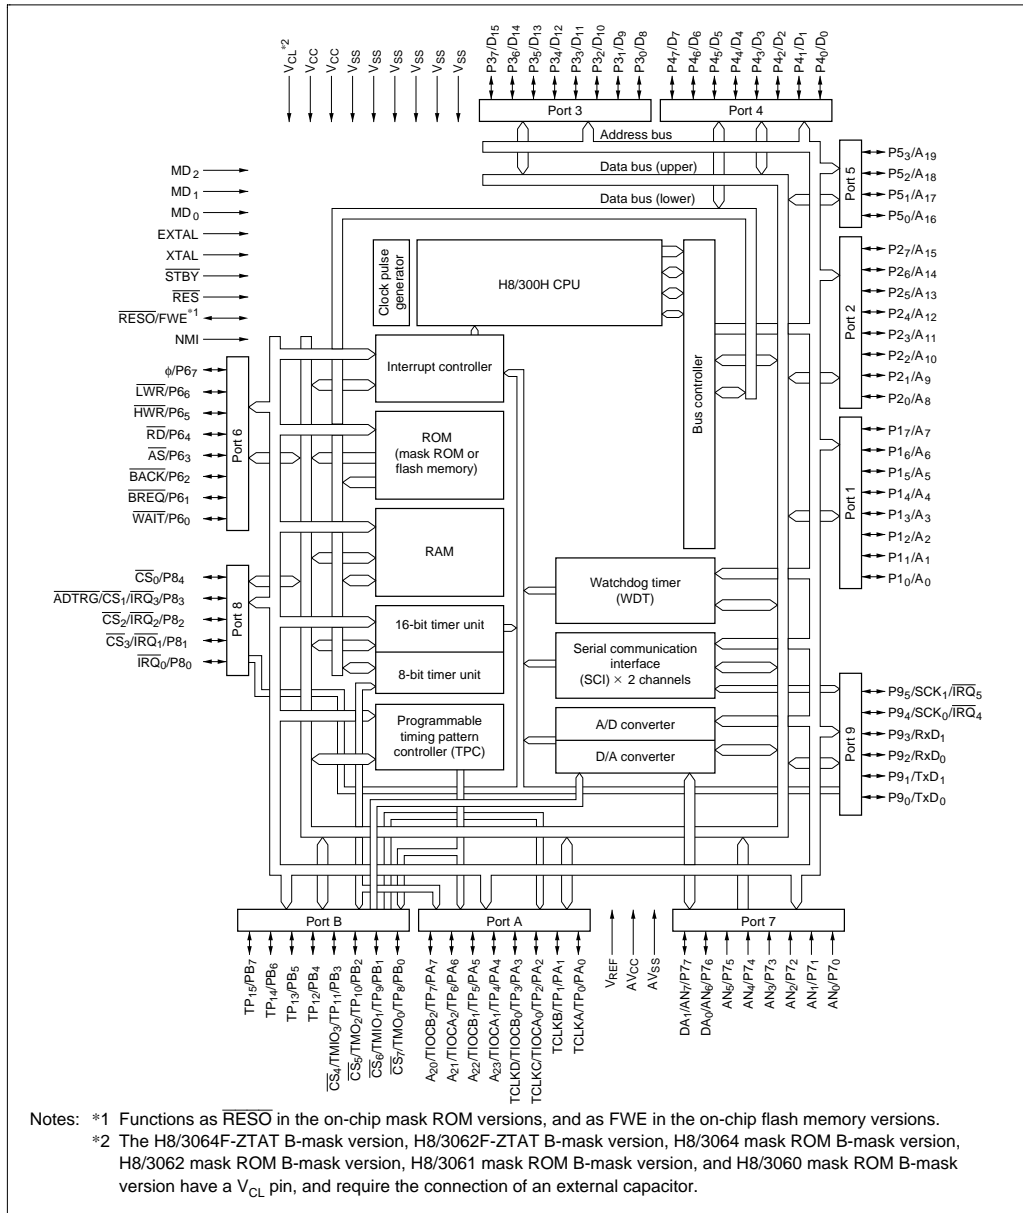 V_CL*2
V_CC
V_CC
V_SS
V_SS
V_SS
V_SS
V_SS
V_SS
P3₇/D₁₅
P3₆/D₁₄
P3₅/D₁₃
P3₄/D₁₂
P3₃/D₁₁
P3₂/D₁₀
P3₁/D₉
P3₀/D₈
P4₇/D₇
P4₆/D₆
P4₅/D₅
P4₄/D₄
P4₃/D₃
P4₂/D₂
P4₁/D₁
P4₀/D₀
Port 3
Port 4
Address bus
Data bus (upper)
Data bus (lower)
MD₂
MD₁
MD₀
EXTAL
XTAL
STBY
RES
RESO/FWE*1
NMI
Clock pulse
generator
H8/300H CPU
Bus controller
Interrupt controller
ROM
(mask ROM or
flash memory)
RAM
16-bit timer unit
8-bit timer unit
Programmable
timing pattern
controller (TPC)
Watchdog timer
(WDT)
Serial communication
interface
(SCI) × 2 channels
A/D converter
D/A converter
Port 5
P5₃/A₁₉
P5₂/A₁₈
P5₁/A₁₇
P5₀/A₁₆
Port 2
P2₇/A₁₅
P2₆/A₁₄
P2₅/A₁₃
P2₄/A₁₂
P2₃/A₁₁
P2₂/A₁₀
P2₁/A₉
P2₀/A₈
Port 1
P1₇/A₇
P1₆/A₆
P1₅/A₅
P1₄/A₄
P1₃/A₃
P1₂/A₂
P1₁/A₁
P1₀/A₀
Port 9
P9₅/SCK₁/IRQ₅
P9₄/SCK₀/IRQ₄
P9₃/RxD₁
P9₂/RxD₀
P9₁/TxD₁
P9₀/TxD₀
φ/P6₇
LWR/P6₆
HWR/P6₅
RD/P6₄
AS/P6₃
BACK/P6₂
BREQ/P6₁
WAIT/P6₀
Port 6
CS₀/P8₄
ADTRG/CS₁/IRQ₃/P8₃
CS₂/IRQ₂/P8₂
CS₃/IRQ₁/P8₁
IRQ₀/P8₀
Port 8
Port B
Port A
Port 7
TP₁₅/PB₇
TP₁₄/PB₆
TP₁₃/PB₅
TP₁₂/PB₄
CS₄/TMIO₃/TP₁₁/PB₃
CS₅/TMO₂/TP₁₀/PB₂
CS₆/TMIO₁/TP₉/PB₁
CS₇/TMO₀/TP₈/PB₀
A₂₀/TIOCB₂/TP₇/PA₇
A₂₁/TIOCA₂/TP₆/PA₆
A₂₂/TIOCB₁/TP₅/PA₅
A₂₃/TIOCA₁/TP₄/PA₄
TCLKD/TIOCB₀/TP₃/PA₃
TCLKC/TIOCA₀/TP₂/PA₂
TCLKB/TP₁/PA₁
TCLKA/TP₀/PA₀
V_REF
AV_CC
AV_SS
DA₁/AN₇/P7₇
DA₀/AN₆/P7₆
AN₅/P7₅
AN₄/P7₄
AN₃/P7₃
AN₂/P7₂
AN₁/P7₁
AN₀/P7₀
Notes: *1 Functions as RESO in the on-chip mask ROM versions, and as FWE in the on-chip flash memory versions.
*2 The H8/3064F-ZTAT B-mask version, H8/3062F-ZTAT B-mask version, H8/3064 mask ROM B-mask version,
H8/3062 mask ROM B-mask version, H8/3061 mask ROM B-mask version, and H8/3060 mask ROM B-mask
version have a V_CL pin, and require the connection of an external capacitor.